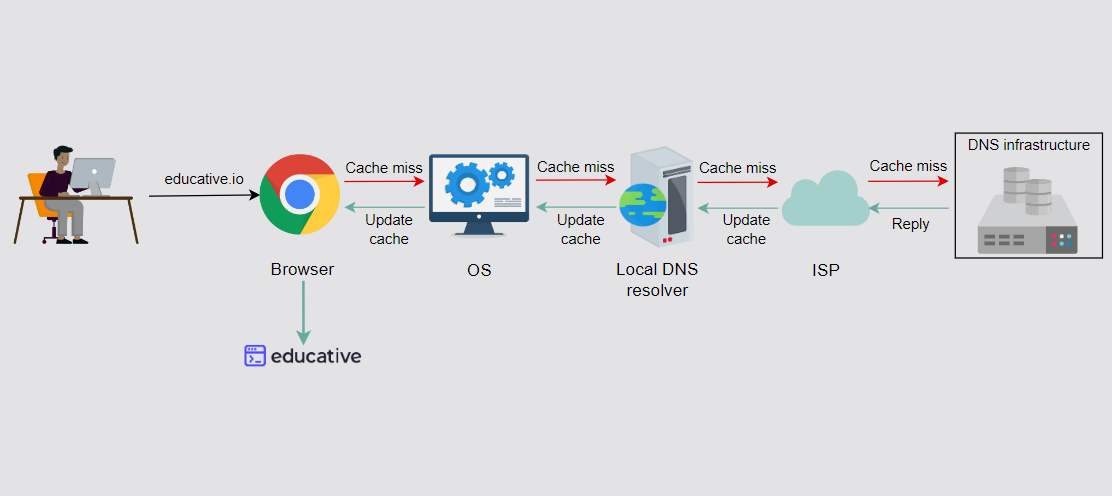 DNS infrastructure
educative.io
Cache miss
Cache miss
Cache miss
Cache miss
Update
cache
Update
cache
Update
cache
Reply
Browser
OS
Local DNS
resolver
ISP
educative